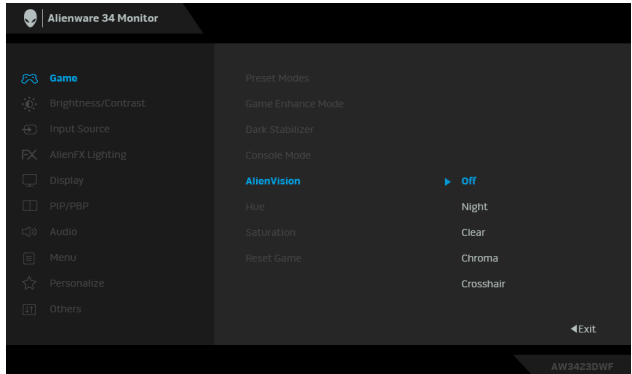 Alienware 34 Monitor
Game
Preset Modes
Brightness/Contrast
Game Enhance Mode
Input Source
Dark Stabilizer
AlienFX Lighting
Console Mode
Display
AlienVision
Off
PIP/PBP
Hue
Night
Audio
Saturation
Clear
Menu
Reset Game
Chroma
Personalize
Crosshair
Others
Exit
AW3423DWF